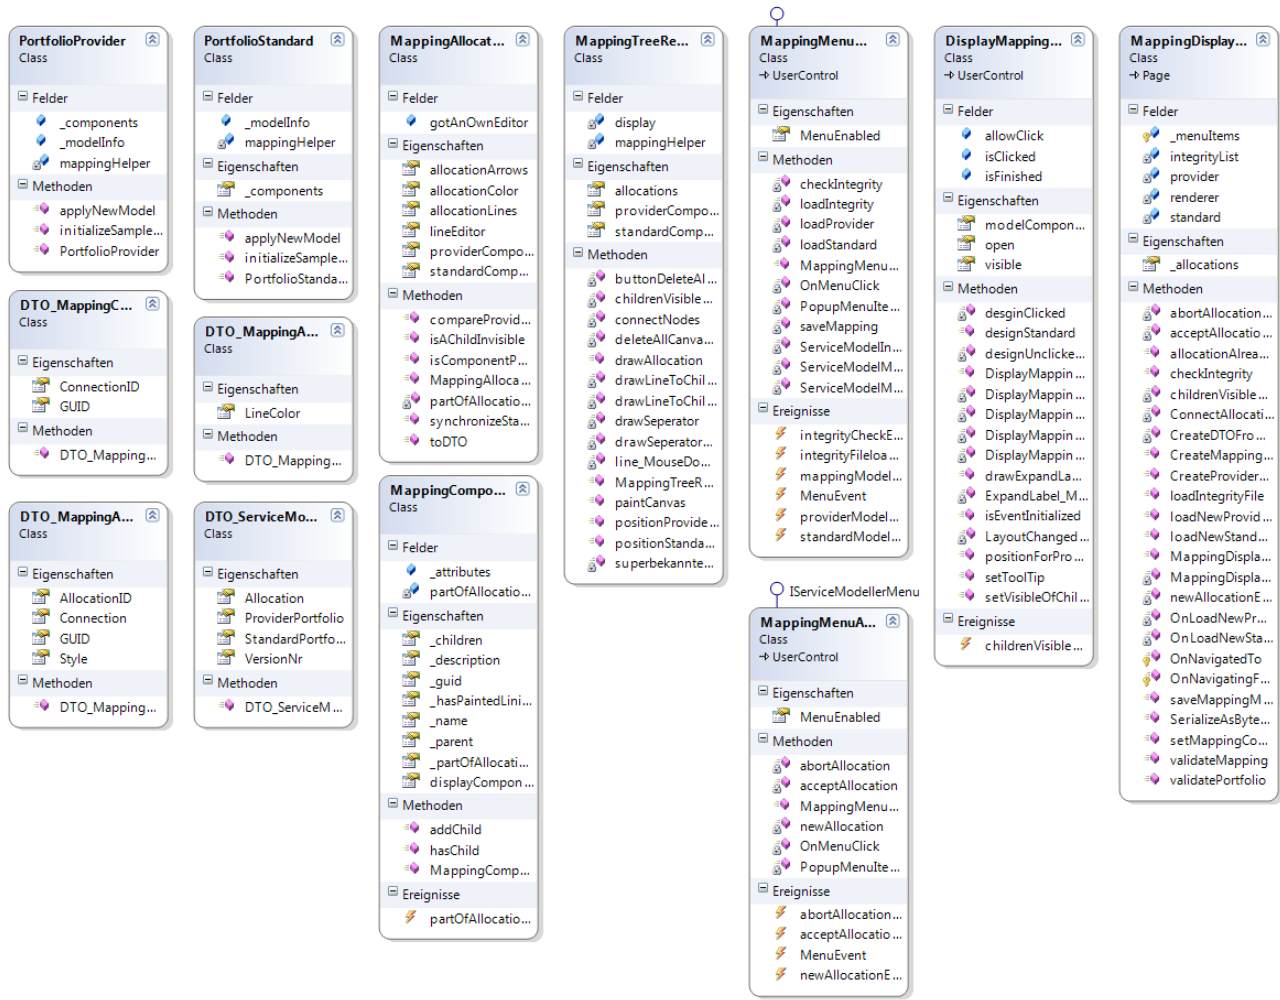 PortfolioProvider
Class
Felder
_components
_modelInfo
mappingHelper
Methoden
applyNewModel
initializeSample...
PortfolioProvider
DTO_MappingC...
Class
Eigenschaften
ConnectionID
GUID
Methoden
DTO_Mapping...
DTO_MappingA...
Class
Eigenschaften
AllocationID
Connection
GUID
Style
Methoden
DTO_Mapping...
PortfolioStandard
Class
Felder
_modelInfo
mappingHelper
Eigenschaften
_components
Methoden
applyNewModel
initializeSample...
PortfolioStanda...
DTO_MappingA...
Class
Eigenschaften
LineColor
Methoden
DTO_Mapping...
DTO_ServiceMo...
Class
Eigenschaften
Allocation
ProviderPortfolio
StandardPortfo...
VersionNr
Methoden
DTO_ServiceM...
MappingAllocat...
Class
Felder
gotAnOwnEditor
Eigenschaften
allocationArrows
allocationColor
allocationLines
lineEditor
providerCompo...
standardComp...
Methoden
compareProvid...
isAChildInvisible
isComponentP...
MappingAlloca...
partOfAllocatio...
synchronizeSta...
toDTO
MappingCompo...
Class
Felder
_attributes
partOfAllocatio...
Eigenschaften
_children
_description
_guid
_hasPaintedLini...
_name
_parent
_partOfAllocati...
displayCompon...
Methoden
addChild
hasChild
MappingComp...
Ereignisse
partOfAllocatio...
MappingTreeRe...
Class
Felder
display
mappingHelper
Eigenschaften
allocations
providerCompo...
standardComp...
Methoden
buttonDeleteAl...
childrenVisible...
connectNodes
deleteAllCanva...
drawAllocation
drawLineToChil...
drawLineToChil...
drawSeperator
drawSeperator...
line_MouseDo...
MappingTreeR...
paintCanvas
positionProvide...
positionStanda...
superbekannte...
MappingMenu...
Class
UserControl
Eigenschaften
MenuEnabled
Methoden
checkIntegrity
loadIntegrity
loadProvider
loadStandard
MappingMenu...
OnMenuClick
PopupMenuIte...
saveMapping
ServiceModelIn...
ServiceModelM...
ServiceModelM...
Ereignisse
integrityCheckE...
integrityFileloa...
mappingModel...
MenuEvent
providerModel...
standardModel...
IServiceModellerMenu
MappingMenuA...
Class
UserControl
Eigenschaften
MenuEnabled
Methoden
abortAllocation
acceptAllocation
MappingMenu...
newAllocation
OnMenuClick
PopupMenuIte...
Ereignisse
abortAllocation...
acceptAllocatio...
MenuEvent
newAllocationE...
DisplayMapping...
Class
UserControl
Felder
allowClick
isClicked
isFinished
Eigenschaften
modelCompon...
open
visible
Methoden
desginClicked
designStandard
designUnclicke...
DisplayMappin...
DisplayMappin...
DisplayMappin...
DisplayMappin...
DisplayMappin...
drawExpandLa...
ExpandLabel_M...
isEventInitialized
LayoutChanged...
positionForPro...
setToolTip
setVisibleOfChil...
Ereignisse
childrenVisible...
MappingDisplay...
Class
Page
Felder
_menuItems
integrityList
provider
renderer
standard
Eigenschaften
_allocations
Methoden
abortAllocation...
acceptAllocatio...
allocationAlrea...
checkIntegrity
childrenVisible...
ConnectAllocati...
CreateDTOFro...
CreateMapping...
CreateProvider...
loadIntegrityFile
loadNewProvid...
loadNewStand...
MappingDispla...
MappingDispla...
newAllocationE...
OnLoadNewPr...
OnLoadNewSta...
OnNavigatedTo
OnNavigatingF...
saveMappingM...
SerializeAsByte...
setMappingCo...
validateMapping
validatePortfolio